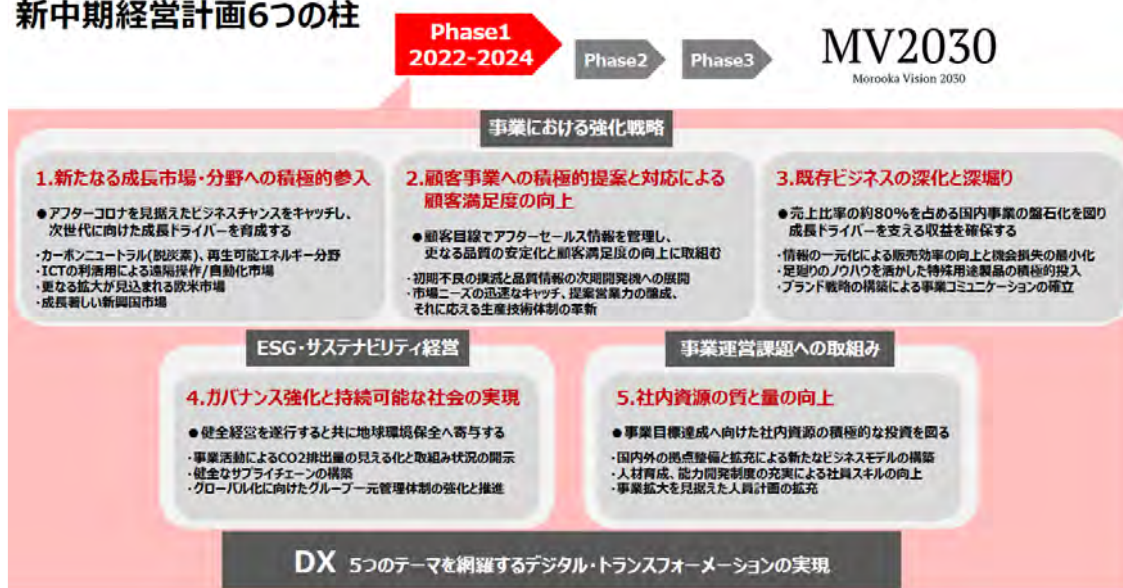 新中期経営計画6つの柱
Phase1
2022-2024
Phase2
Phase3
MV2030
Morooka Vision 2030
事業における強化戦略
1.新たなる成長市場・分野への積極的参入
●アフターコロナを見据えたビジネスチャンスをキャッチし、
次世代に向けた成長ドライバーを育成する
・カーボンニュートラル(脱炭素)、再生可能エネルギー分野
・ICTの利活用による遠隔操作/自動化市場
・更なる拡大が見込まれる欧米市場
・成長著しい新興国市場
2.顧客事業への積極的提案と対応による
顧客満足度の向上
●顧客目線でアフターセールス情報を管理し、
更なる品質の安定化と顧客満足度の向上に取組む
・初期不良の撲滅と品質情報の次期開発機への展開
・市場ニーズの迅速なキャッチ、提案営業力の醸成、
それに応える生産技術体制の革新
3.既存ビジネスの深化と深堀り
●売上比率の約80%を占める国内事業の盤石化を図り
成長ドライバーを支える収益を確保する
・情報の一元化による販売効率の向上と機会損失の最小化
・足廻りのノウハウを活かした特殊用途製品の積極的投入
・ブランド戦略の構築による事業コミュニケーションの確立
ESG・サステナビリティ経営
4.ガバナンス強化と持続可能な社会の実現
●健全経営を遂行すると共に地球環境保全へ寄与する
・事業活動によるCO2排出量の見える化と取組み状況の開示
・健全なサプライチェーンの構築
・グローバル化に向けたグループ一元管理体制の強化と推進
事業運営課題への取組み
5.社内資源の質と量の向上
●事業目標達成へ向けた社内資源の積極的な投資を図る
・国内外の拠点整備と拡充による新たなビジネスモデルの構築
・人材育成、能力開発制度の充実による社員スキルの向上
・事業拡大を見据えた人員計画の拡充
DX 5つのテーマを網羅するデジタル・トランスフォーメーションの実現